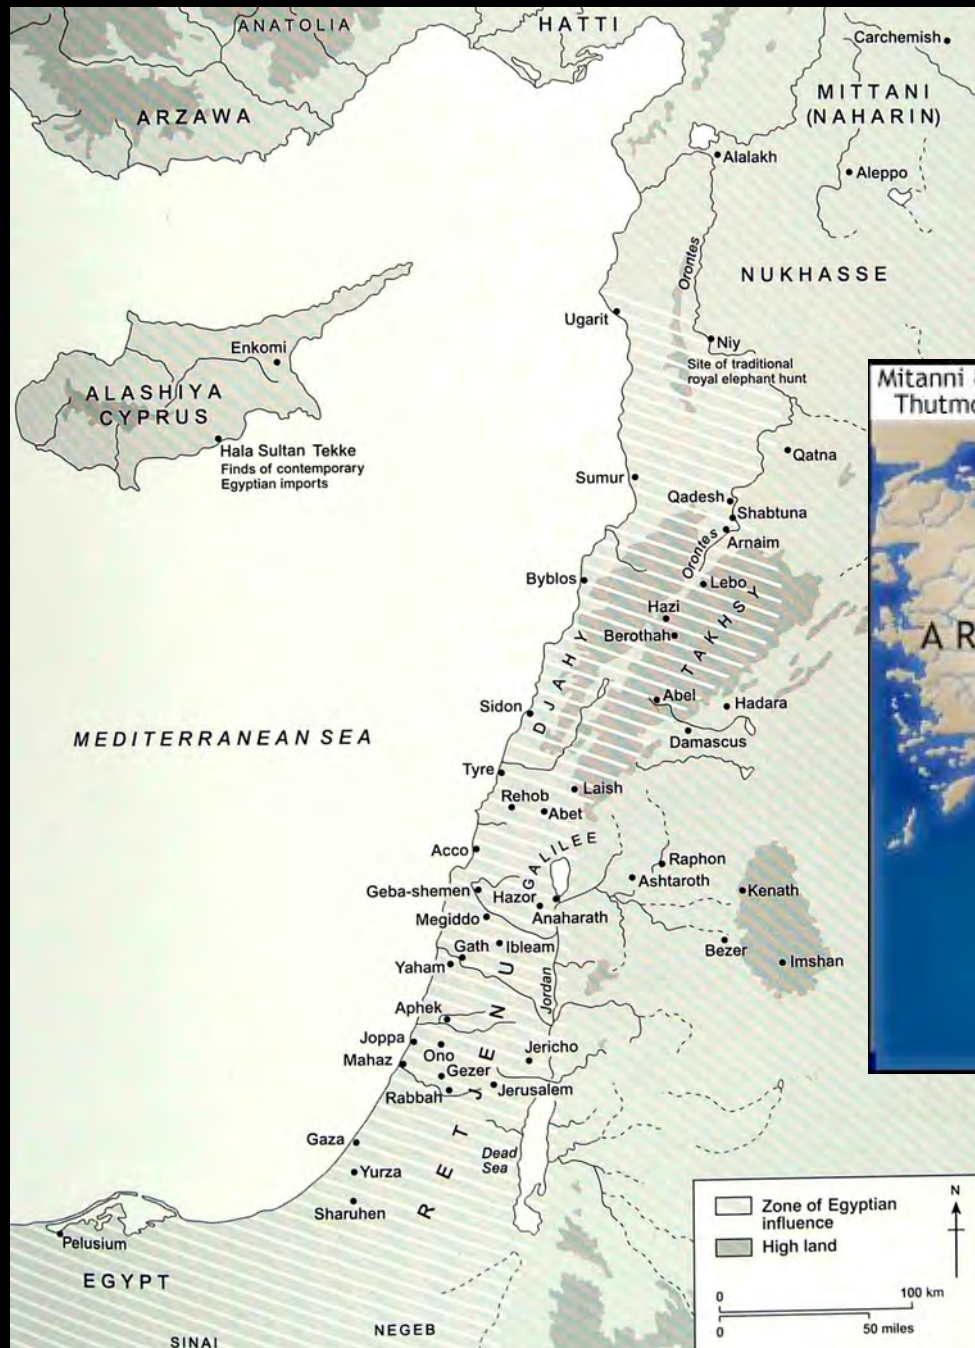 ANATOLIA
HATTI
Carchemish
ARZAWA
MITTANI
(NAHARIN)
Alalakh
Aleppo
Orontes
NUKHASSE
Ugarit
Niy
Site of traditional
royal elephant hunt
Enkomi
ALASHIYA
CYPRUS
Hala Sultan Tekke
Finds of contemporary
Egyptian imports
Mitanni
Thutmo
Qatna
Sumur
Qadesh
Shabtuna
Arnaim
Orontes
Byblos
Lebo
Hazi
Berothah
TAKHSY
DJAHY
AR
Abel
Hadara
Sidon
Damascus
MEDITERRANEAN SEA
Tyre
Laish
Rehob
Abet
GALILEE
Acco
Raphon
Ashtaroth
Geba-shemen
Hazor
Kenath
Anaharath
Megiddo
Gath
Ibleam
Bezer
Yaham
Imshan
Jordan
Aphek
Joppa
Ono
Jericho
Mahaz
Gezer
Rabbah
Jerusalem
RETJENU
Gaza
Dead
Sea
Yurza
Sharuhen
Pelusium
EGYPT
SINAI
NEGEB
Zone of Egyptian
influence
High land
N
0 100 km
0 50 miles